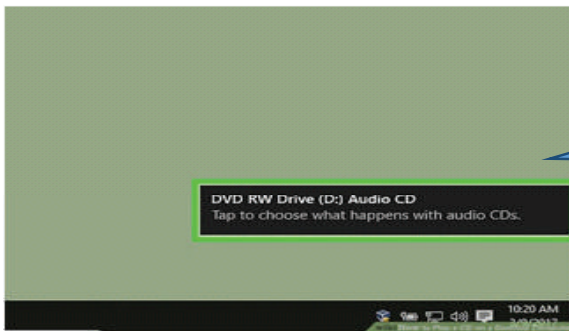 DVD RW Drive (D:) Audio CD
Tap to choose what happens with audio CDs.
10:20 AM